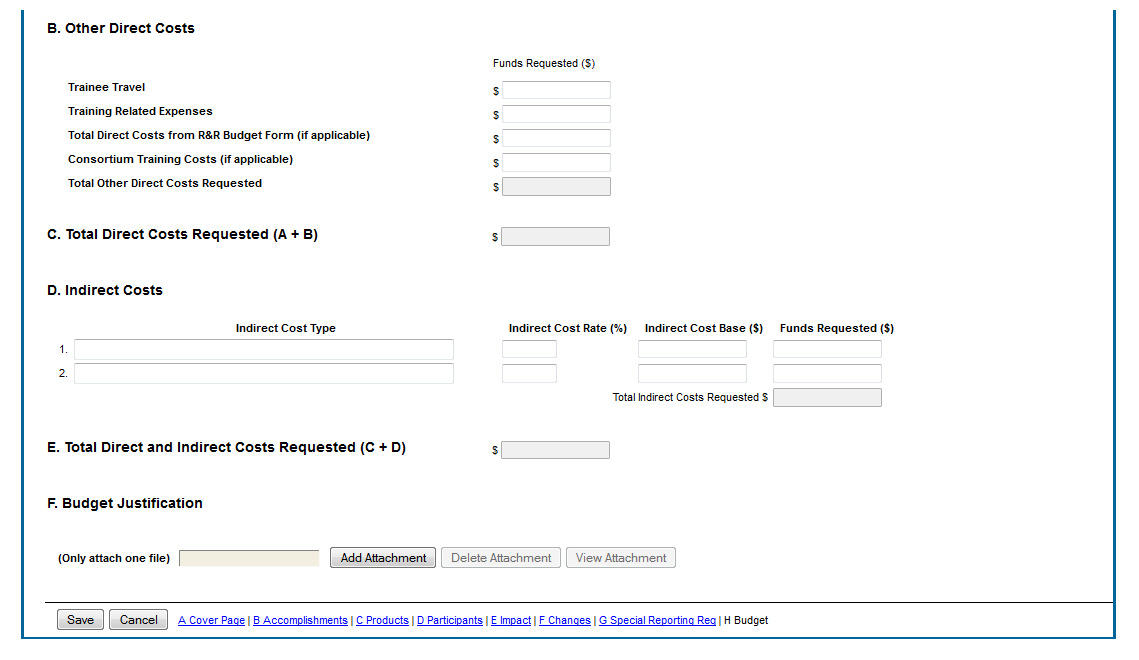 B. Other Direct Costs
Funds Requested ($)
Trainee Travel $
Training Related Expenses $
Total Direct Costs from R&R Budget Form (if applicable) $
Consortium Training Costs (if applicable) $
Total Other Direct Costs Requested $
C. Total Direct Costs Requested (A + B) $
D. Indirect Costs
Indirect Cost Type Indirect Cost Rate (%) Indirect Cost Base ($) Funds Requested ($)
1.
2.
Total Indirect Costs Requested $
E. Total Direct and Indirect Costs Requested (C + D) $
F. Budget Justification
(Only attach one file) Add Attachment Delete Attachment View Attachment
Save Cancel A Cover Page | B Accomplishments | C Products | D Participants | E Impact | F Changes | G Special Reporting Req | H Budget